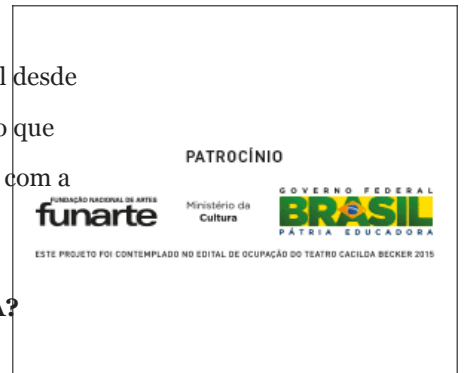 l desde
o que
com a
PATROCÍNIO
FUNDAÇÃO NACIONAL DE ARTES
funarte
Ministério da
Cultura
GOVERNO FEDERAL
BRASIL
PÁTRIA EDUCADORA
ESTE PROJETO FOI CONTEMPLADO NO EDITAL DE OCUPAÇÃO DO TEATRO CACILDA BECKER 2015
A?